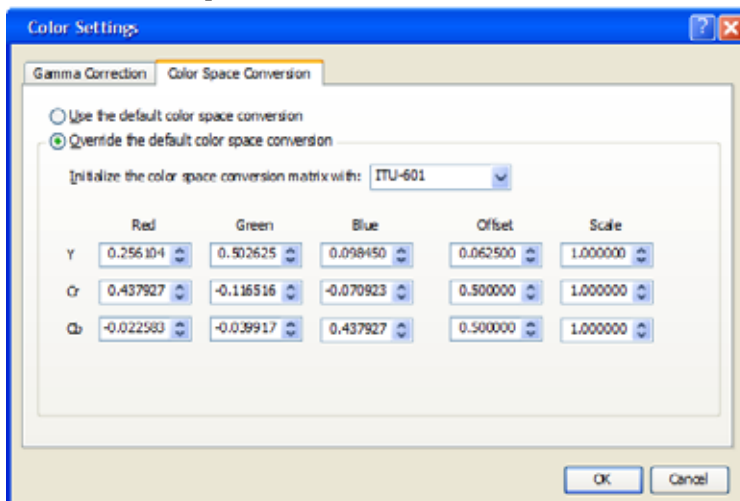 Color Settings
Gamma Correction Color Space Conversion
Use the default color space conversion
Override the default color space conversion
Initialize the color space conversion matrix with: ITU-601
Red Green Blue Offset Scale
Y 0.256104 0.502625 0.098450 0.062500 1.000000
Cr 0.437927 -0.116516 -0.070923 0.500000 1.000000
Cb -0.022583 -0.039917 0.437927 0.500000 1.000000
OK Cancel